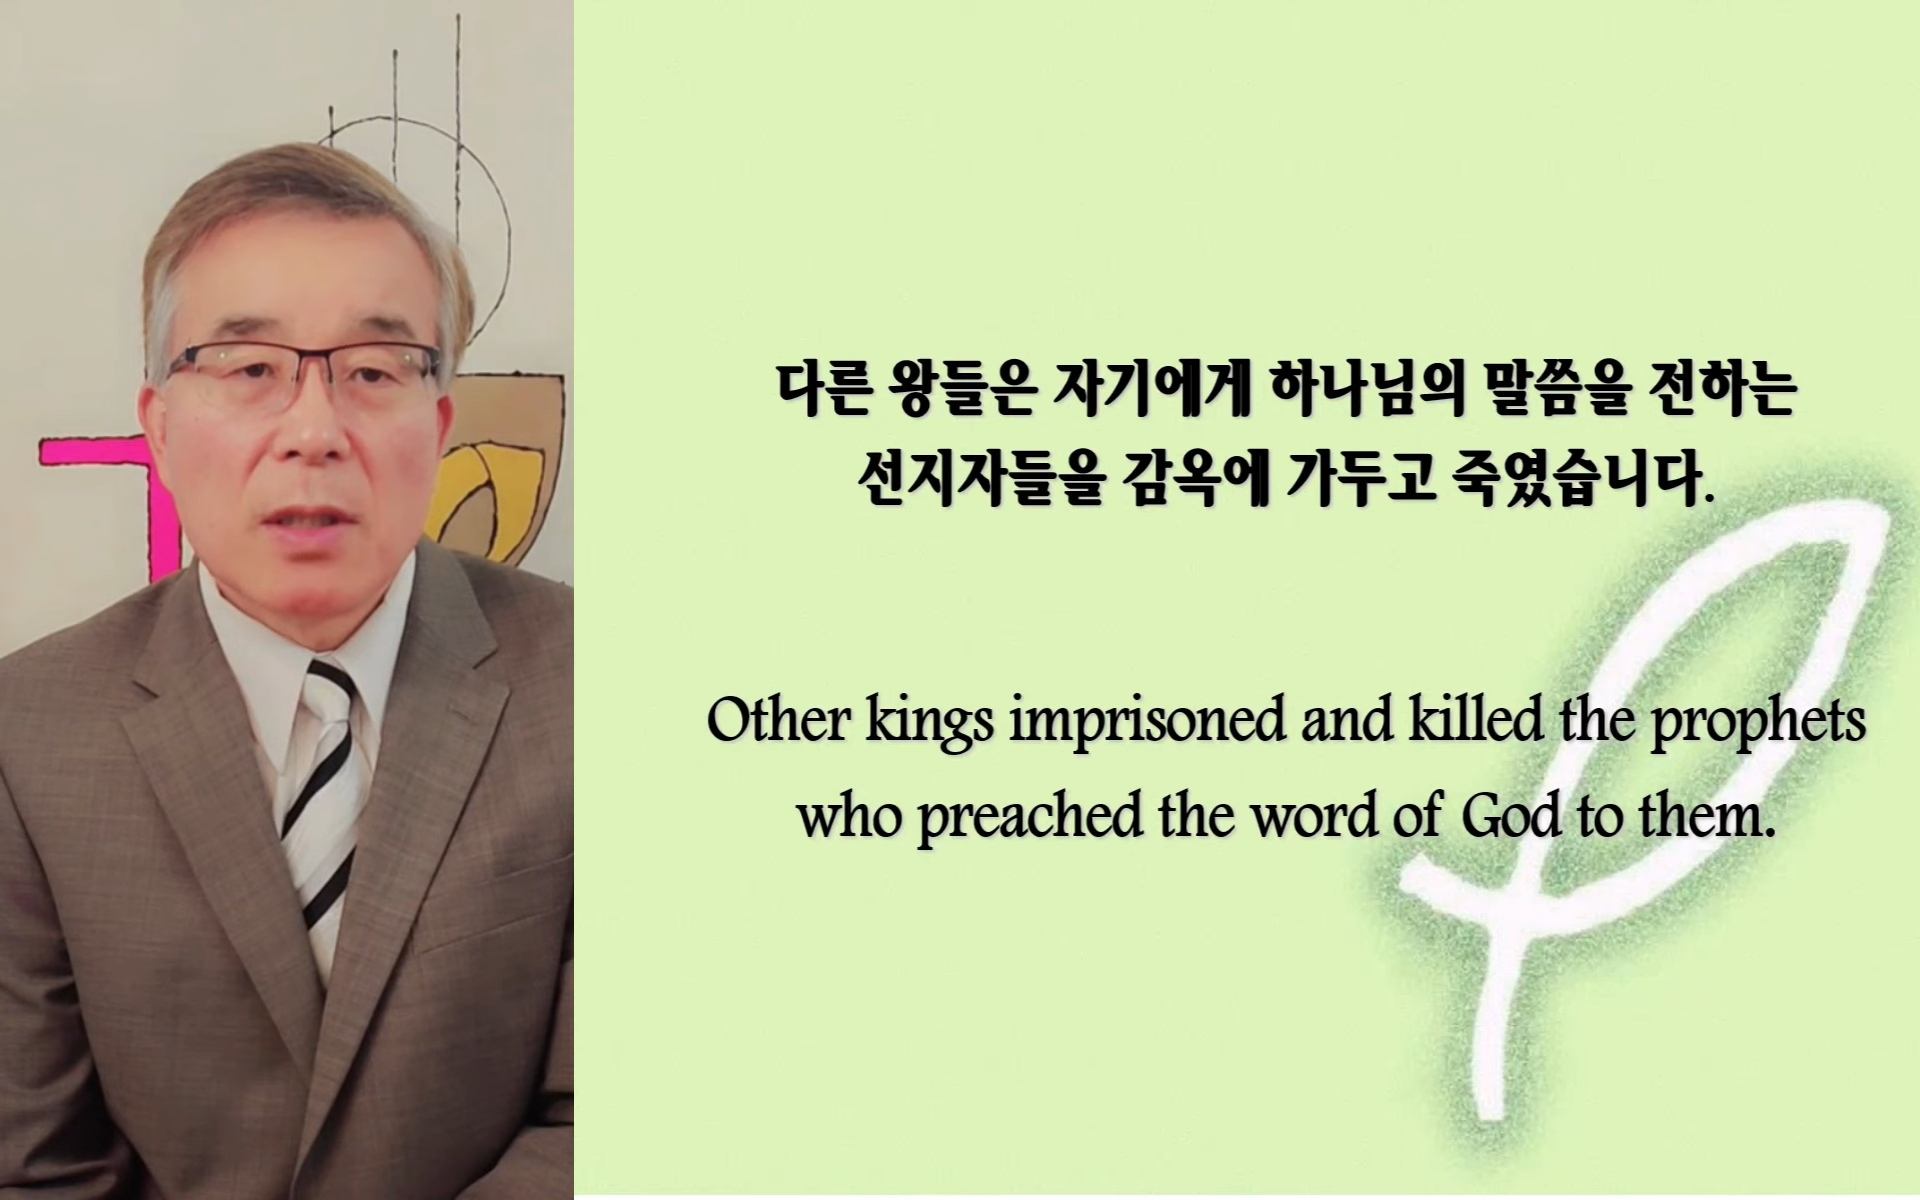 다른 왕들은 자기에게 하나님의 말씀을 전하는
선지자들을 감옥에 가두고 죽였습니다.
Other kings imprisoned and killed the prophets
who preached the word of God to them.